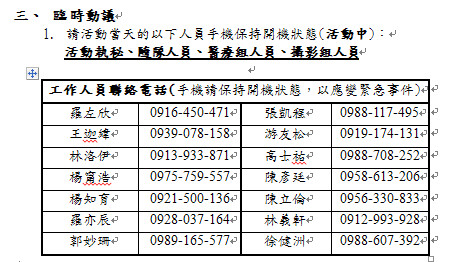 三、 臨時動議
1. 請活動當天的以下人員手機保持開機狀態(活動中)：
活動執秘、隨隊人員、醫療組人員、攝影組人員
工作人員聯絡電話(手機請保持開機狀態，以應變緊急事件)
羅左欣 0916-450-471 張凱程 0988-117-495
王迦緯 0939-078-158 游友松 0919-174-131
林洛伊 0913-933-871 高士祐 0988-708-252
楊甯浩 0975-759-557 陳彥廷 0958-613-206
楊知育 0921-500-136 陳立倫 0956-330-833
羅亦辰 0928-037-164 林義軒 0912-993-928
郭妙珊 0989-165-577 徐健洲 0988-607-392